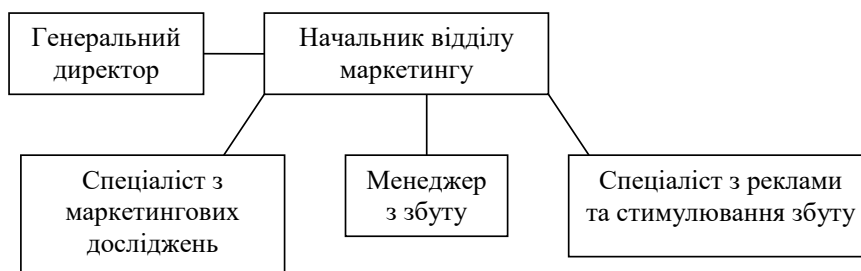 Генеральний
директор
Начальник відділу
маркетингу
Спеціаліст з
маркетингових
досліджень
Менеджер
з збуту
Спеціаліст з реклами
та стимулювання збуту